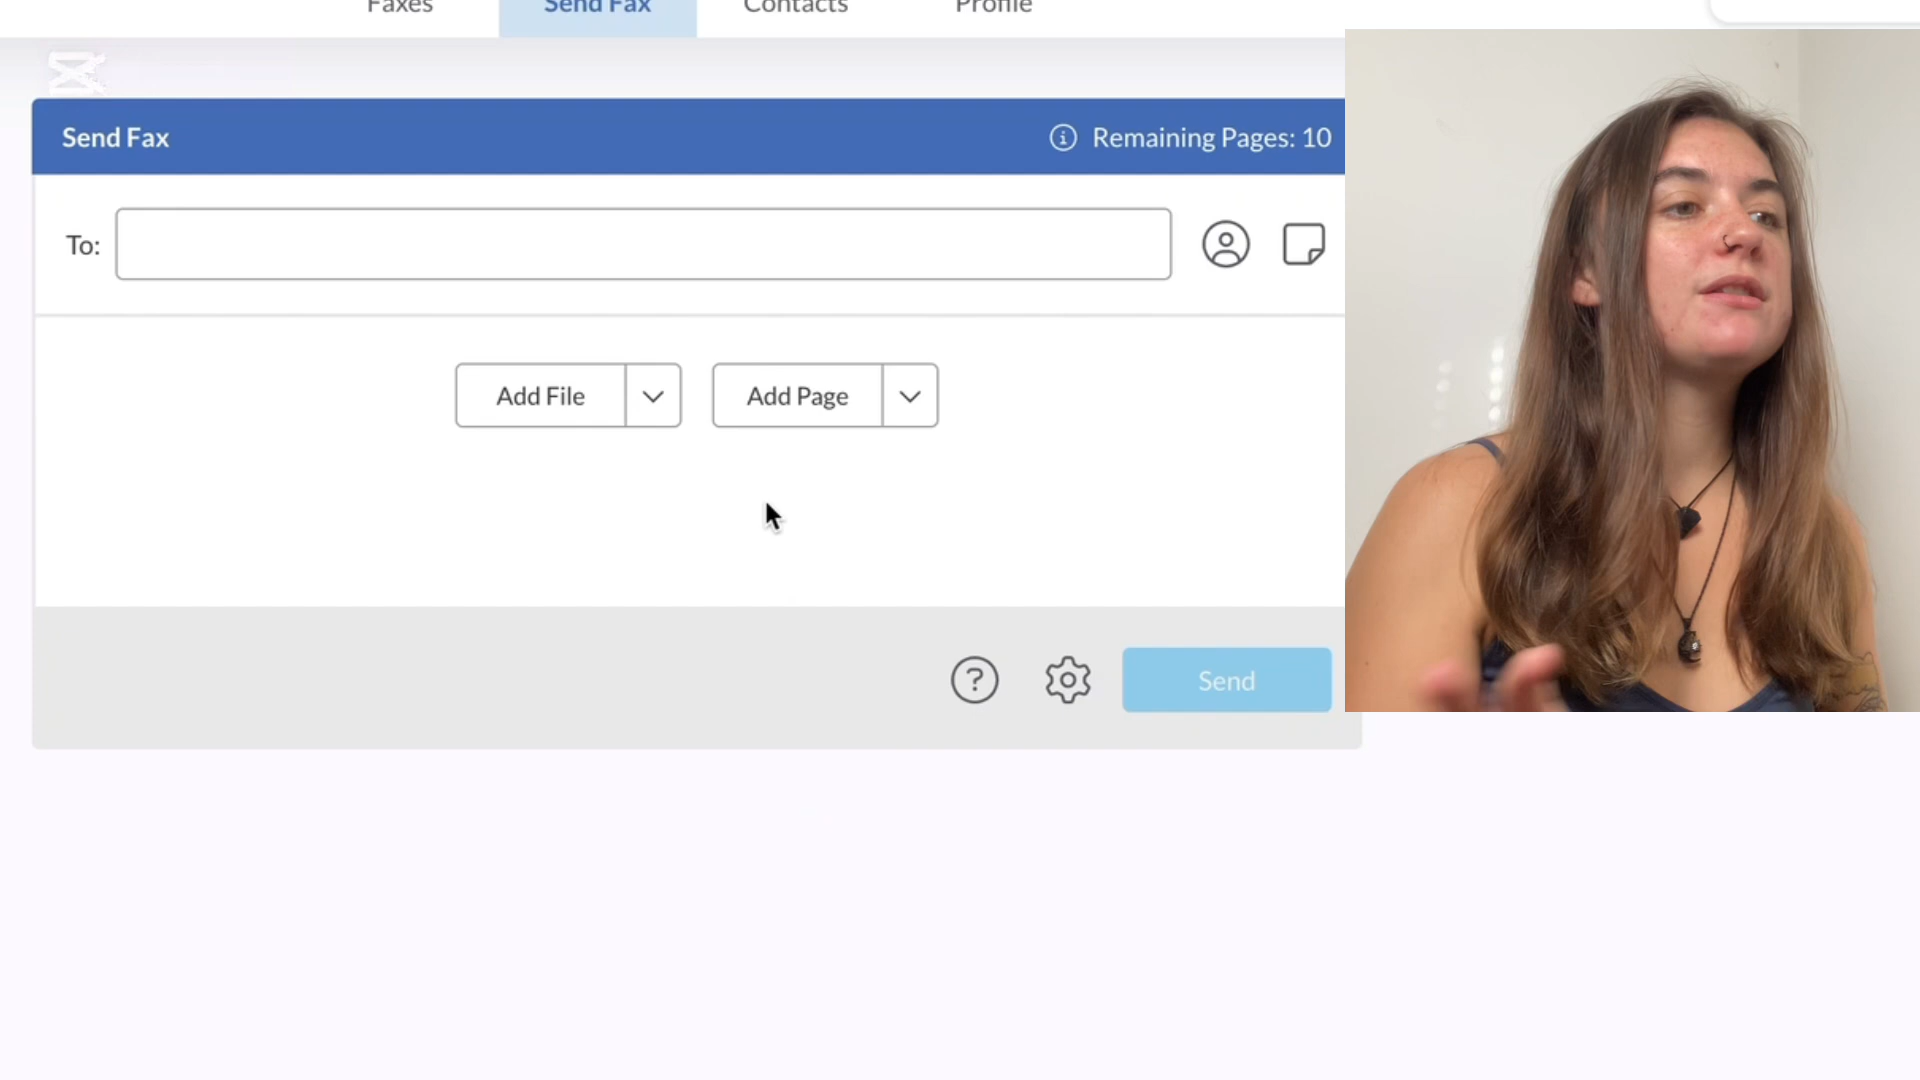 Faxes Send Fax Contacts Profile
Send Fax
Remaining Pages: 10
To:
Add File
Add Page
Send